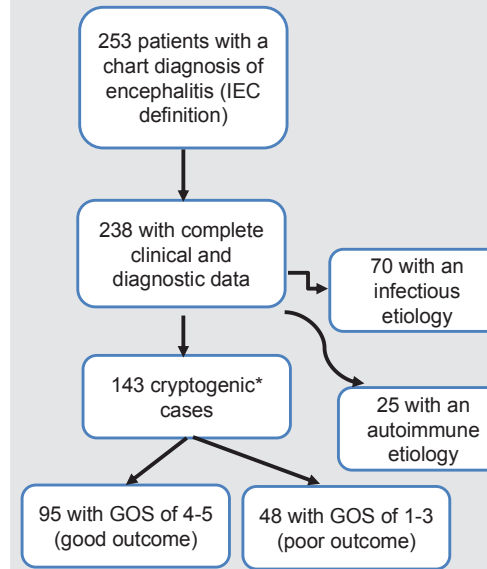 253 patients with a
chart diagnosis of
encephalitis (IEC
definition)
238 with complete
clinical and
diagnostic data
70 with an
infectious
etiology
143 cryptogenic*
cases
25 with an
autoimmune
etiology
95 with GOS of 4-5
(good outcome)
48 with GOS of 1-3
(poor outcome)